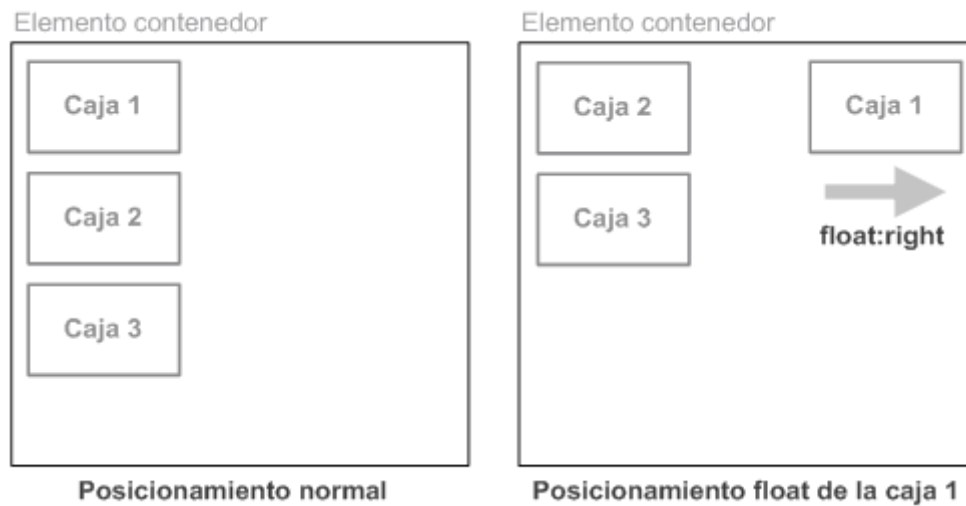 Elemento contenedor
Caja 1
Caja 2
Caja 3
Posicionamiento normal
Elemento contenedor
Caja 2
Caja 1
Caja 3
float:right
Posicionamiento float de la caja 1